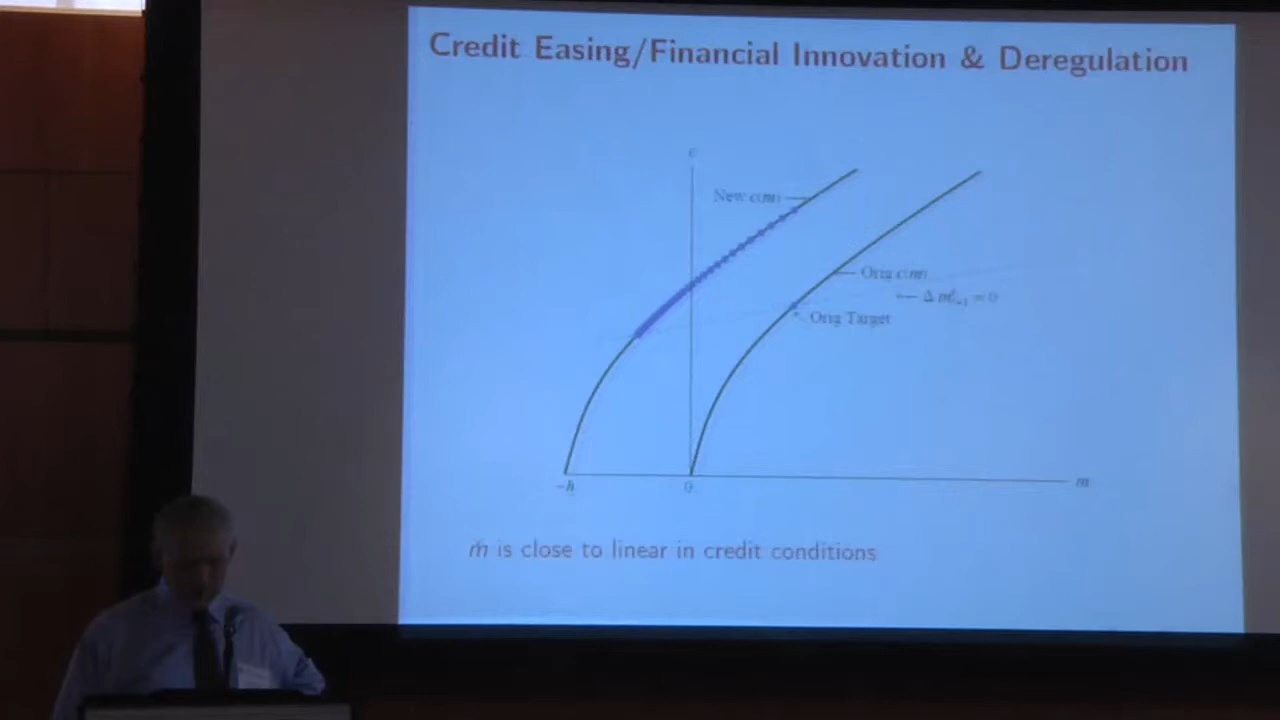 Credit Easing/Financial Innovation & Deregulation
c
New c(m)
Orig c(m)
Orig Target
-h
0
m
m̌ is close to linear in credit conditions